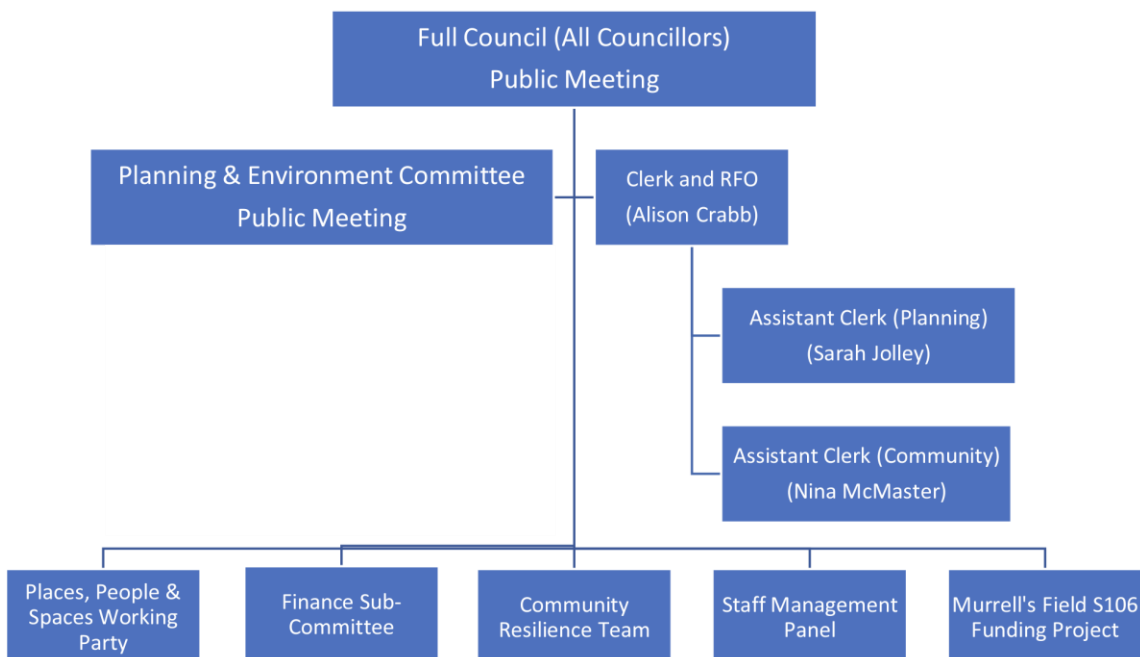 Full Council (All Councillors)
Public Meeting
Planning & Environment Committee
Public Meeting
Clerk and RFO
(Alison Crabb)
Assistant Clerk (Planning)
(Sarah Jolley)
Assistant Clerk (Community)
(Nina McMaster)
Places, People &
Spaces Working
Party
Finance Sub-
Committee
Community
Resilience Team
Staff Management
Panel
Murrell's Field S106
Funding Project